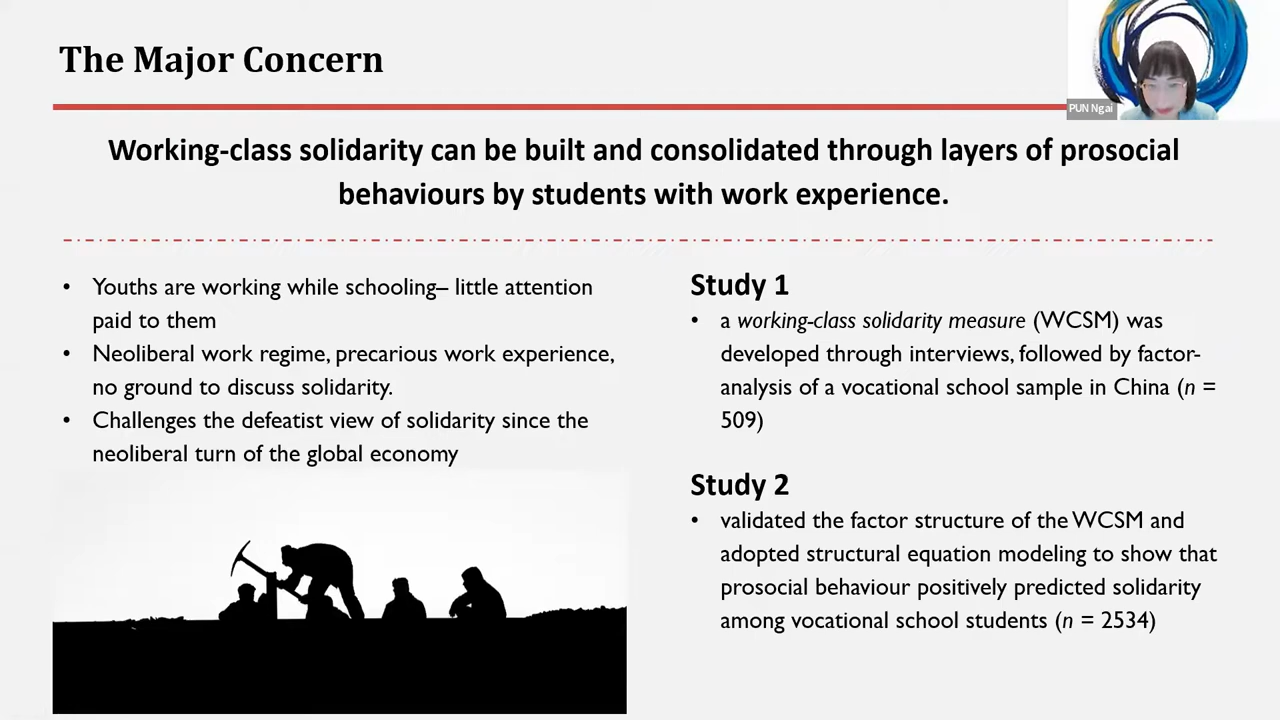 The Major Concern
PUN Ngai
Working-class solidarity can be built and consolidated through layers of prosocial
behaviours by students with work experience.
• Youths are working while schooling– little attention
paid to them
• Neoliberal work regime, precarious work experience,
no ground to discuss solidarity.
• Challenges the defeatist view of solidarity since the
neoliberal turn of the global economy
Study 1
• a working-class solidarity measure (WCSM) was
developed through interviews, followed by factor-
analysis of a vocational school sample in China (n =
509)
Study 2
• validated the factor structure of the WCSM and
adopted structural equation modeling to show that
prosocial behaviour positively predicted solidarity
among vocational school students (n = 2534)